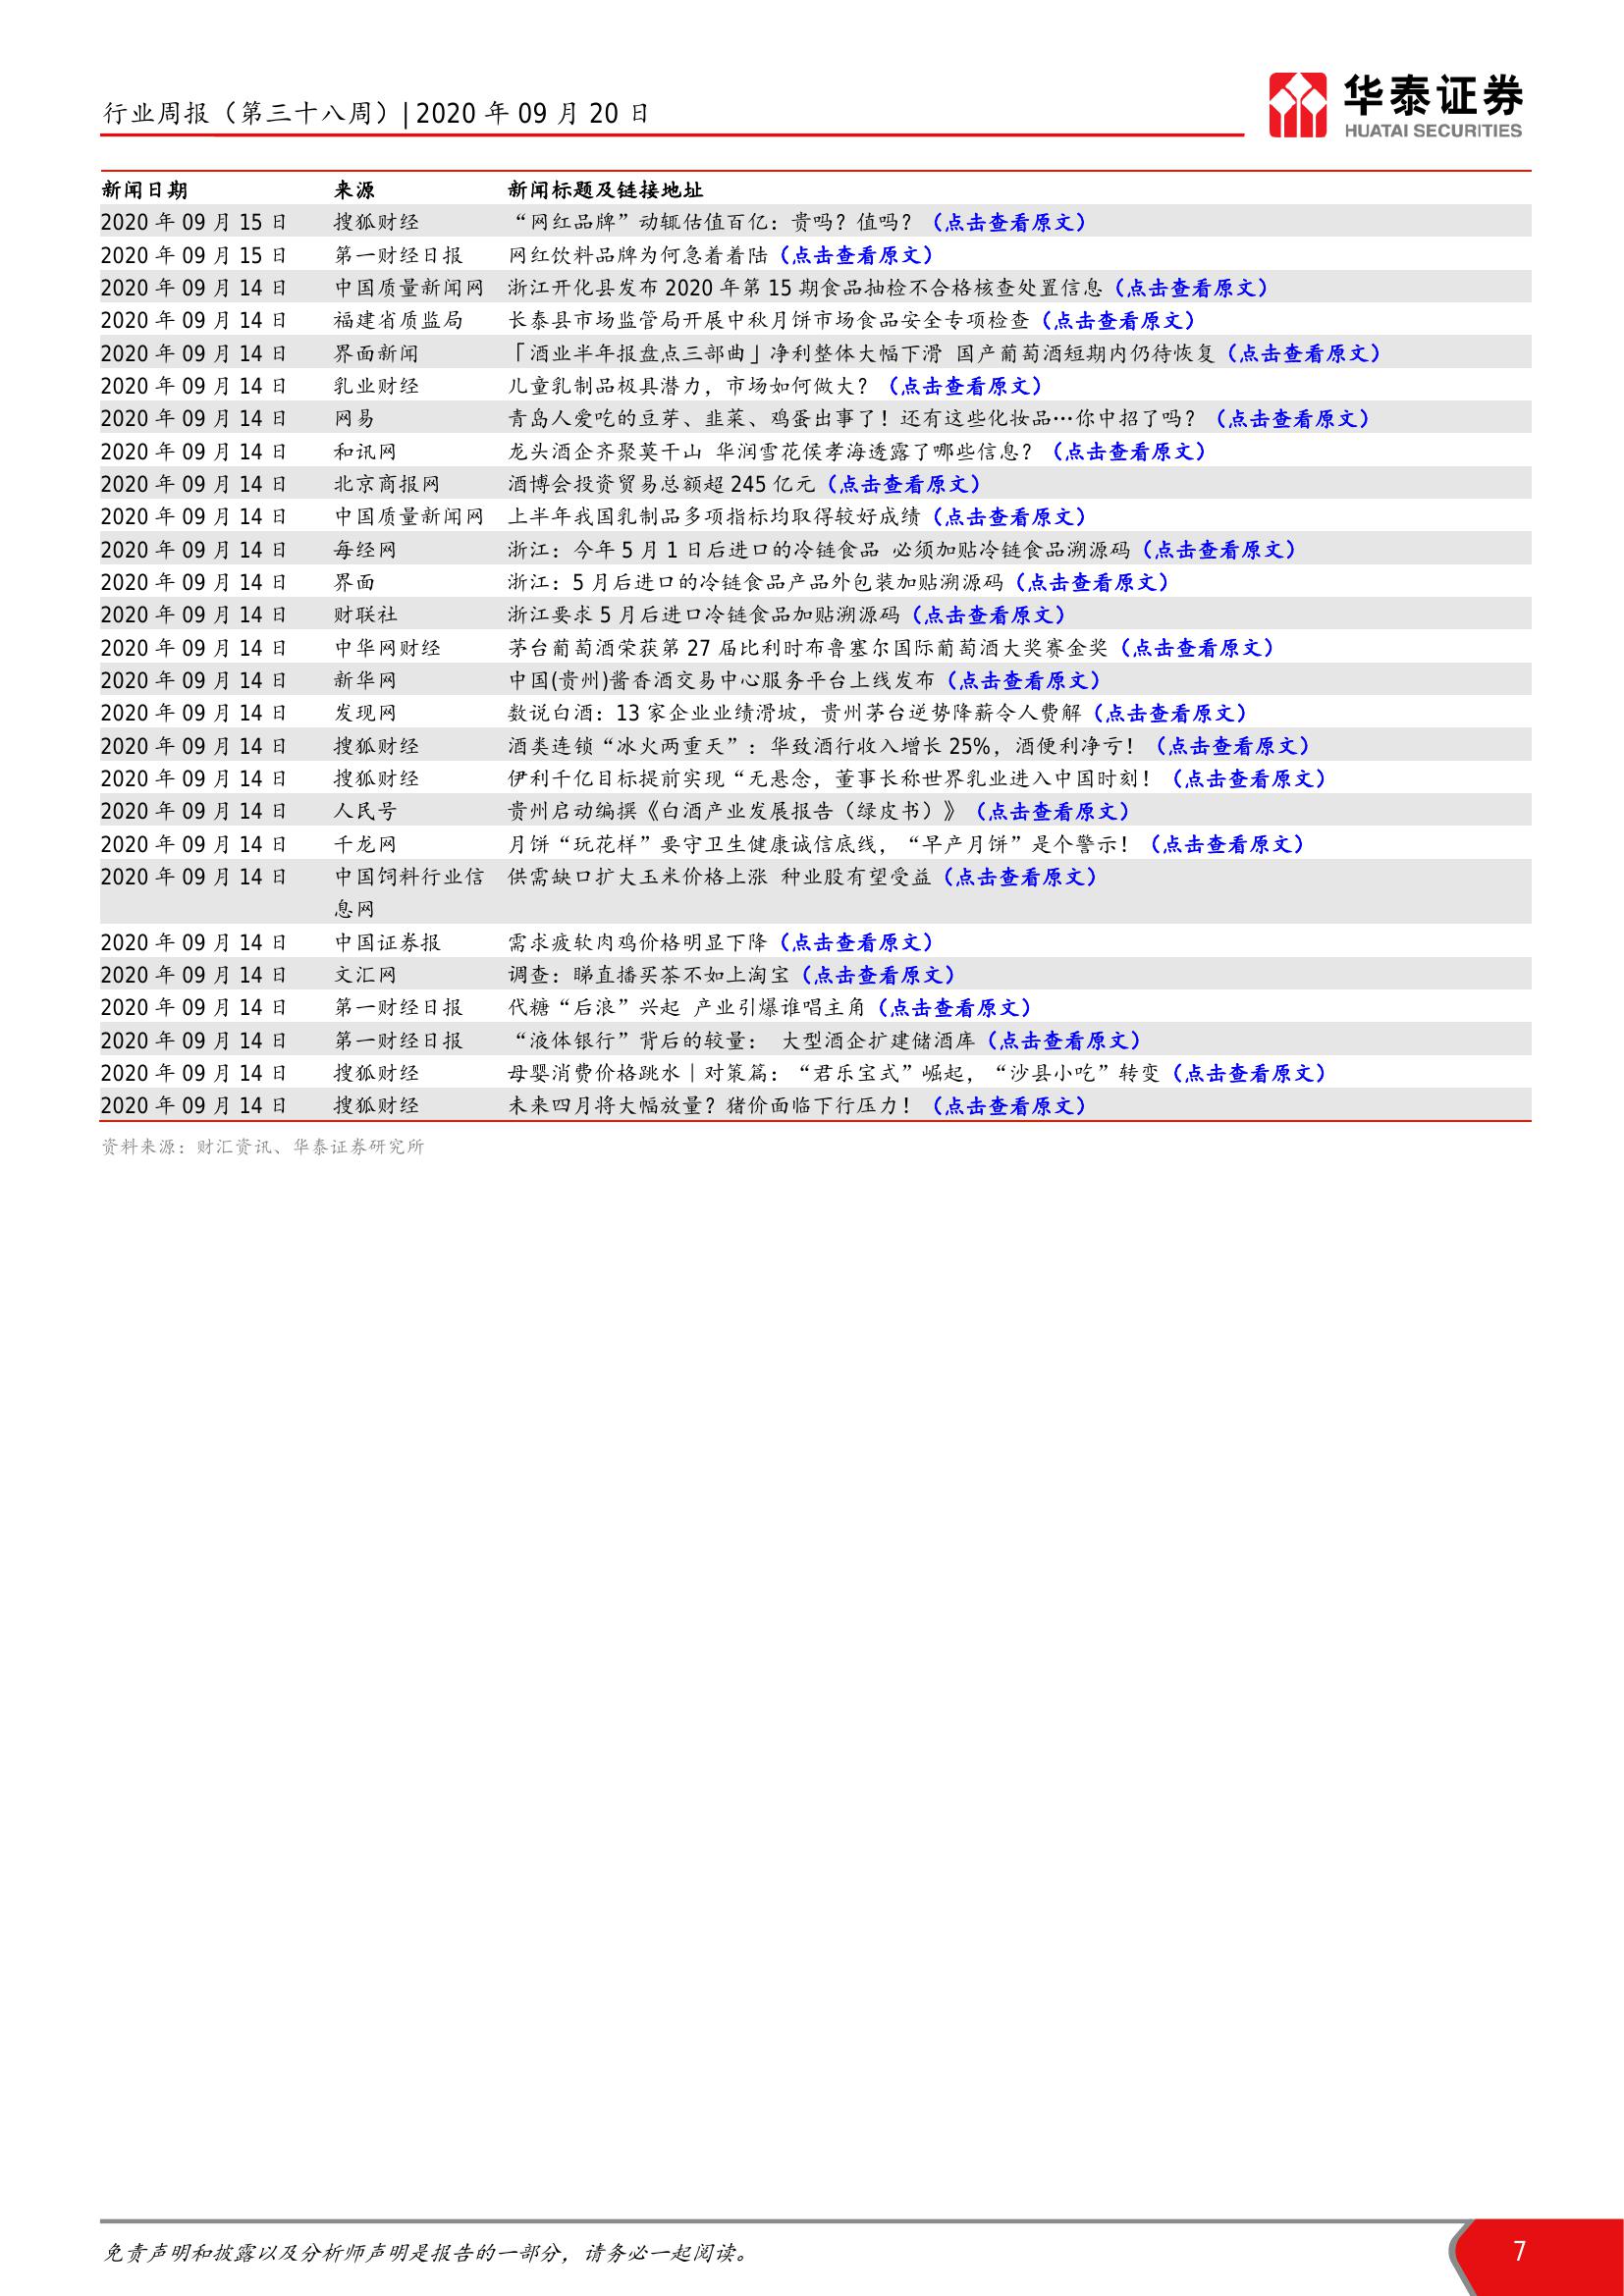 行业周报（第三十八周）| 2020 年 09 月 20 日
华泰证券
HUATAI SECURITIES
新闻日期 来源 新闻标题及链接地址
2020 年 09 月 15 日 搜狐财经 “网红品牌”动辄估值百亿：贵吗？值吗？（点击查看原文）
2020 年 09 月 15 日 第一财经日报 网红饮料品牌为何急着着陆（点击查看原文）
2020 年 09 月 14 日 中国质量新闻网 浙江开化县发布 2020 年第 15 期食品抽检不合格核查处置信息（点击查看原文）
2020 年 09 月 14 日 福建省质监局 长泰县市场监管局开展中秋月饼市场食品安全专项检查（点击查看原文）
2020 年 09 月 14 日 界面新闻 「酒业半年报盘点三部曲」净利整体大幅下滑 国产葡萄酒短期内仍待恢复（点击查看原文）
2020 年 09 月 14 日 乳业财经 儿童乳制品极具潜力，市场如何做大？（点击查看原文）
2020 年 09 月 14 日 网易 青岛人爱吃的豆芽、韭菜、鸡蛋出事了！还有这些化妆品…你中招了吗？（点击查看原文）
2020 年 09 月 14 日 和讯网 龙头酒企齐聚莫干山 华润雪花侯孝海透露了哪些信息？（点击查看原文）
2020 年 09 月 14 日 北京商报网 酒博会投资贸易总额超 245 亿元（点击查看原文）
2020 年 09 月 14 日 中国质量新闻网 上半年我国乳制品多项指标均取得较好成绩（点击查看原文）
2020 年 09 月 14 日 每经网 浙江：今年 5 月 1 日后进口的冷链食品 必须加贴冷链食品溯源码（点击查看原文）
2020 年 09 月 14 日 界面 浙江：5 月后进口的冷链食品产品外包装加贴溯源码（点击查看原文）
2020 年 09 月 14 日 财联社 浙江要求 5 月后进口冷链食品加贴溯源码（点击查看原文）
2020 年 09 月 14 日 中华网财经 茅台葡萄酒荣获第 27 届比利时布鲁塞尔国际葡萄酒大奖赛金奖（点击查看原文）
2020 年 09 月 14 日 新华网 中国(贵州)酱香酒交易中心服务平台上线发布（点击查看原文）
2020 年 09 月 14 日 发现网 数说白酒：13 家企业业绩滑坡，贵州茅台逆势降薪令人费解（点击查看原文）
2020 年 09 月 14 日 搜狐财经 酒类连锁“冰火两重天”：华致酒行收入增长 25%，酒便利净亏！（点击查看原文）
2020 年 09 月 14 日 搜狐财经 伊利千亿目标提前实现“无悬念，董事长称世界乳业进入中国时刻！（点击查看原文）
2020 年 09 月 14 日 人民号 贵州启动编撰《白酒产业发展报告（绿皮书）》（点击查看原文）
2020 年 09 月 14 日 千龙网 月饼“玩花样”要守卫生健康诚信底线，“早产月饼”是个警示！（点击查看原文）
2020 年 09 月 14 日 中国饲料行业信 供需缺口扩大玉米价格上涨 种业股有望受益（点击查看原文）
息网
2020 年 09 月 14 日 中国证券报 需求疲软肉鸡价格明显下降（点击查看原文）
2020 年 09 月 14 日 文汇网 调查：睇直播买茶不如上淘宝（点击查看原文）
2020 年 09 月 14 日 第一财经日报 代糖“后浪”兴起 产业引爆谁唱主角（点击查看原文）
2020 年 09 月 14 日 第一财经日报 “液体银行”背后的较量： 大型酒企扩建储酒库（点击查看原文）
2020 年 09 月 14 日 搜狐财经 母婴消费价格跳水｜对策篇：“君乐宝式”崛起，“沙县小吃”转变（点击查看原文）
2020 年 09 月 14 日 搜狐财经 未来四月将大幅放量？猪价面临下行压力！（点击查看原文）
资料来源：财汇资讯、华泰证券研究所
免责声明和披露以及分析师声明是报告的一部分，请务必一起阅读。
7